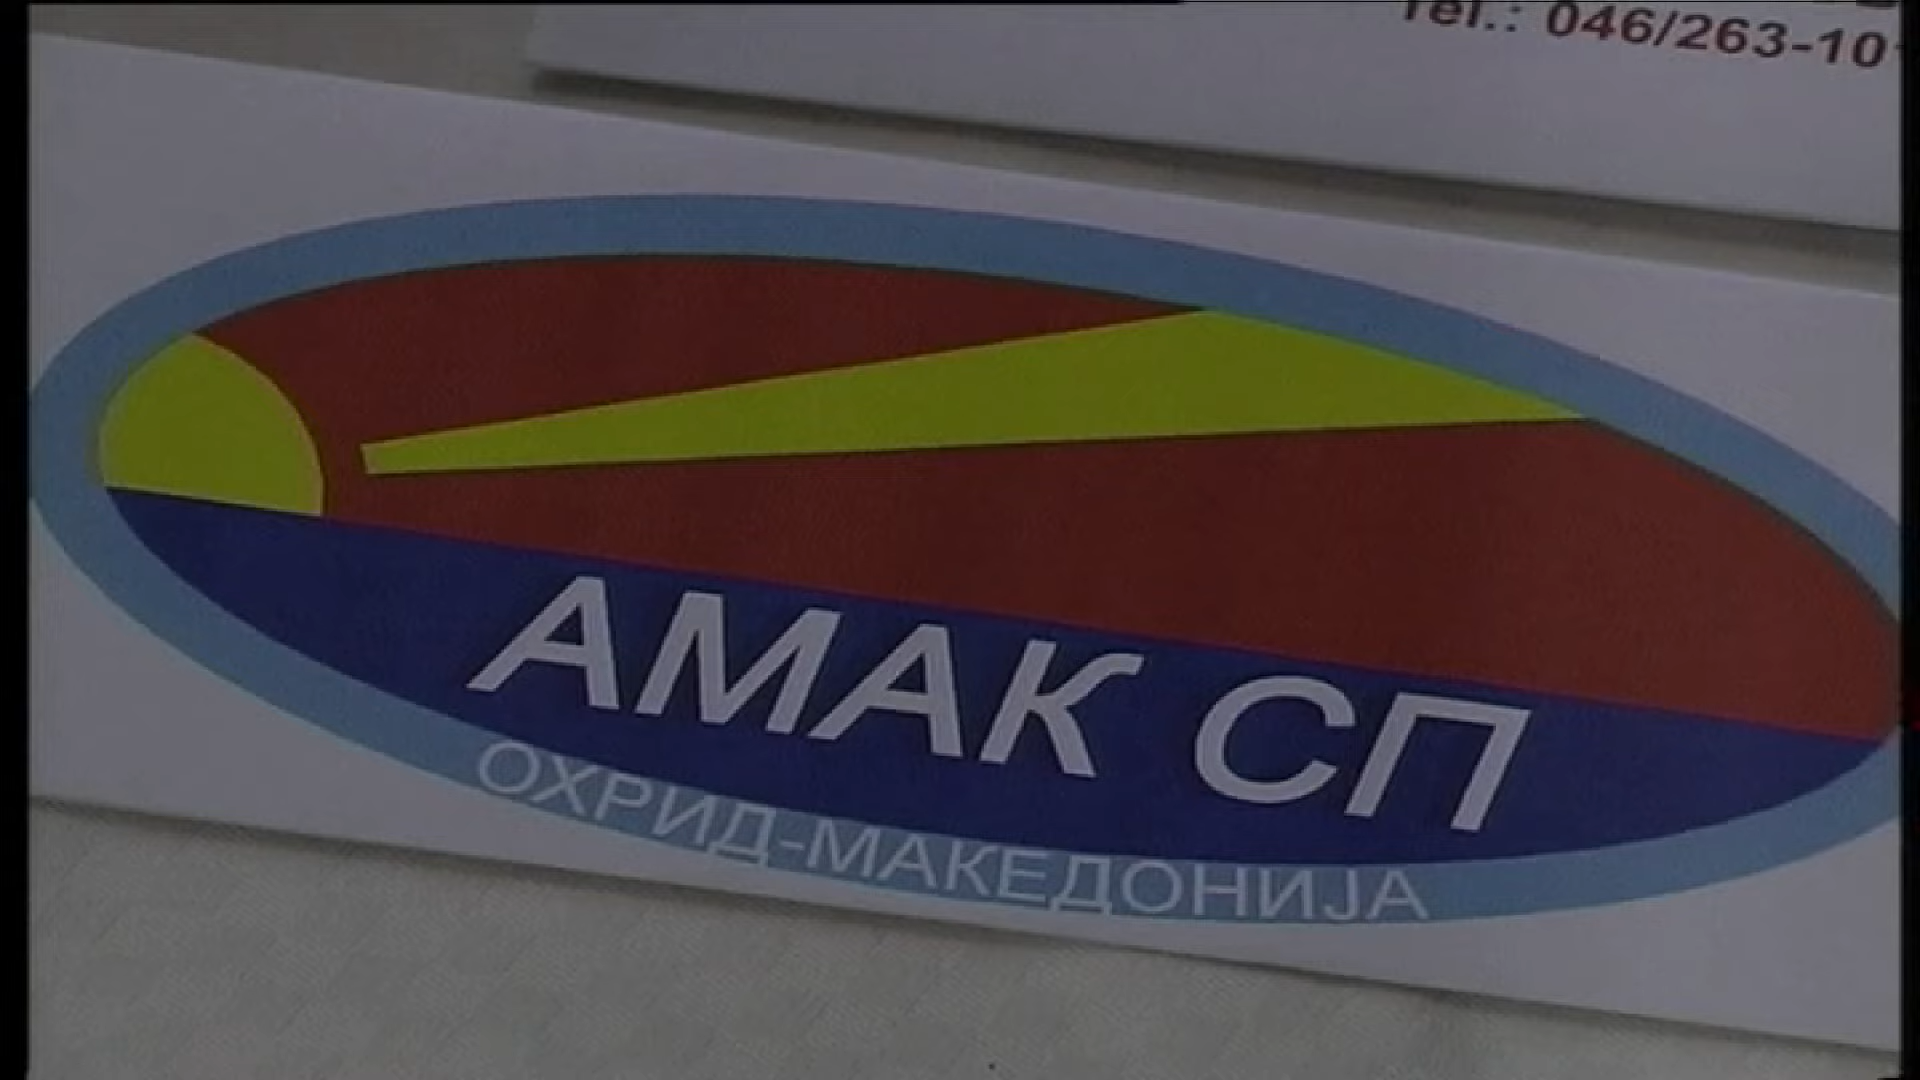 Tel.: 046/263-10
АМАК СП
ОХРИД-МАКЕДОНИЈА